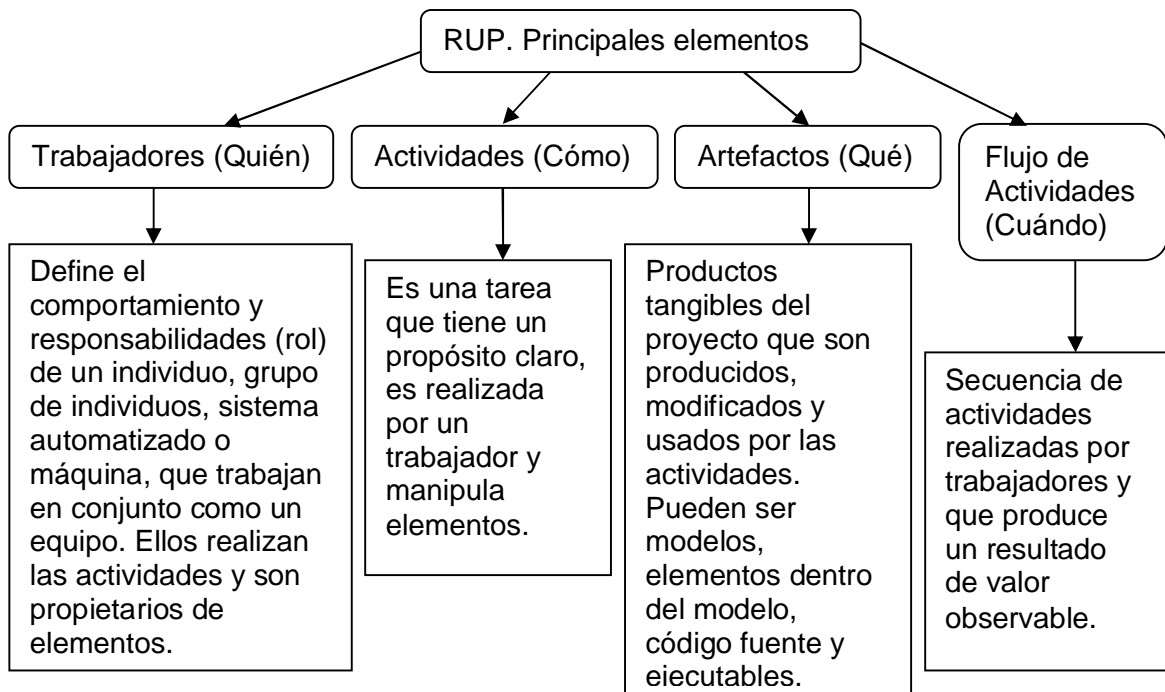 RUP. Principales elementos
Trabajadores (Quién)
Actividades (Cómo)
Artefactos (Qué)
Flujo de
Actividades
(Cuándo)
Define el
comportamiento y
responsabilidades (rol)
de un individuo, grupo
de individuos, sistema
automatizado o
máquina, que trabajan
en conjunto como un
equipo. Ellos realizan
las actividades y son
propietarios de
elementos.
Es una tarea
que tiene un
propósito claro,
es realizada
por un
trabajador y
manipula
elementos.
Productos
tangibles del
proyecto que son
producidos,
modificados y
usados por las
actividades.
Pueden ser
modelos,
elementos dentro
del modelo,
código fuente y
ejecutables.
Secuencia de
actividades
realizadas por
trabajadores y
que produce
un resultado
de valor
observable.